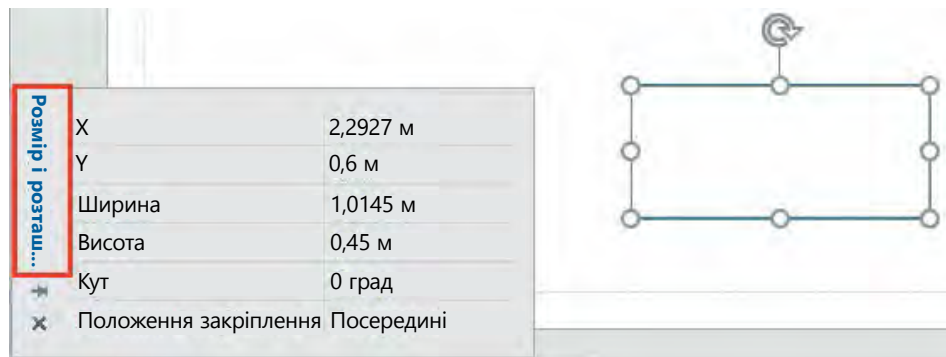 Розмір і розташ...
X 2,2927 м
Y 0,6 м
Ширина 1,0145 м
Висота 0,45 м
Кут 0 град
Положення закріплення Посередині